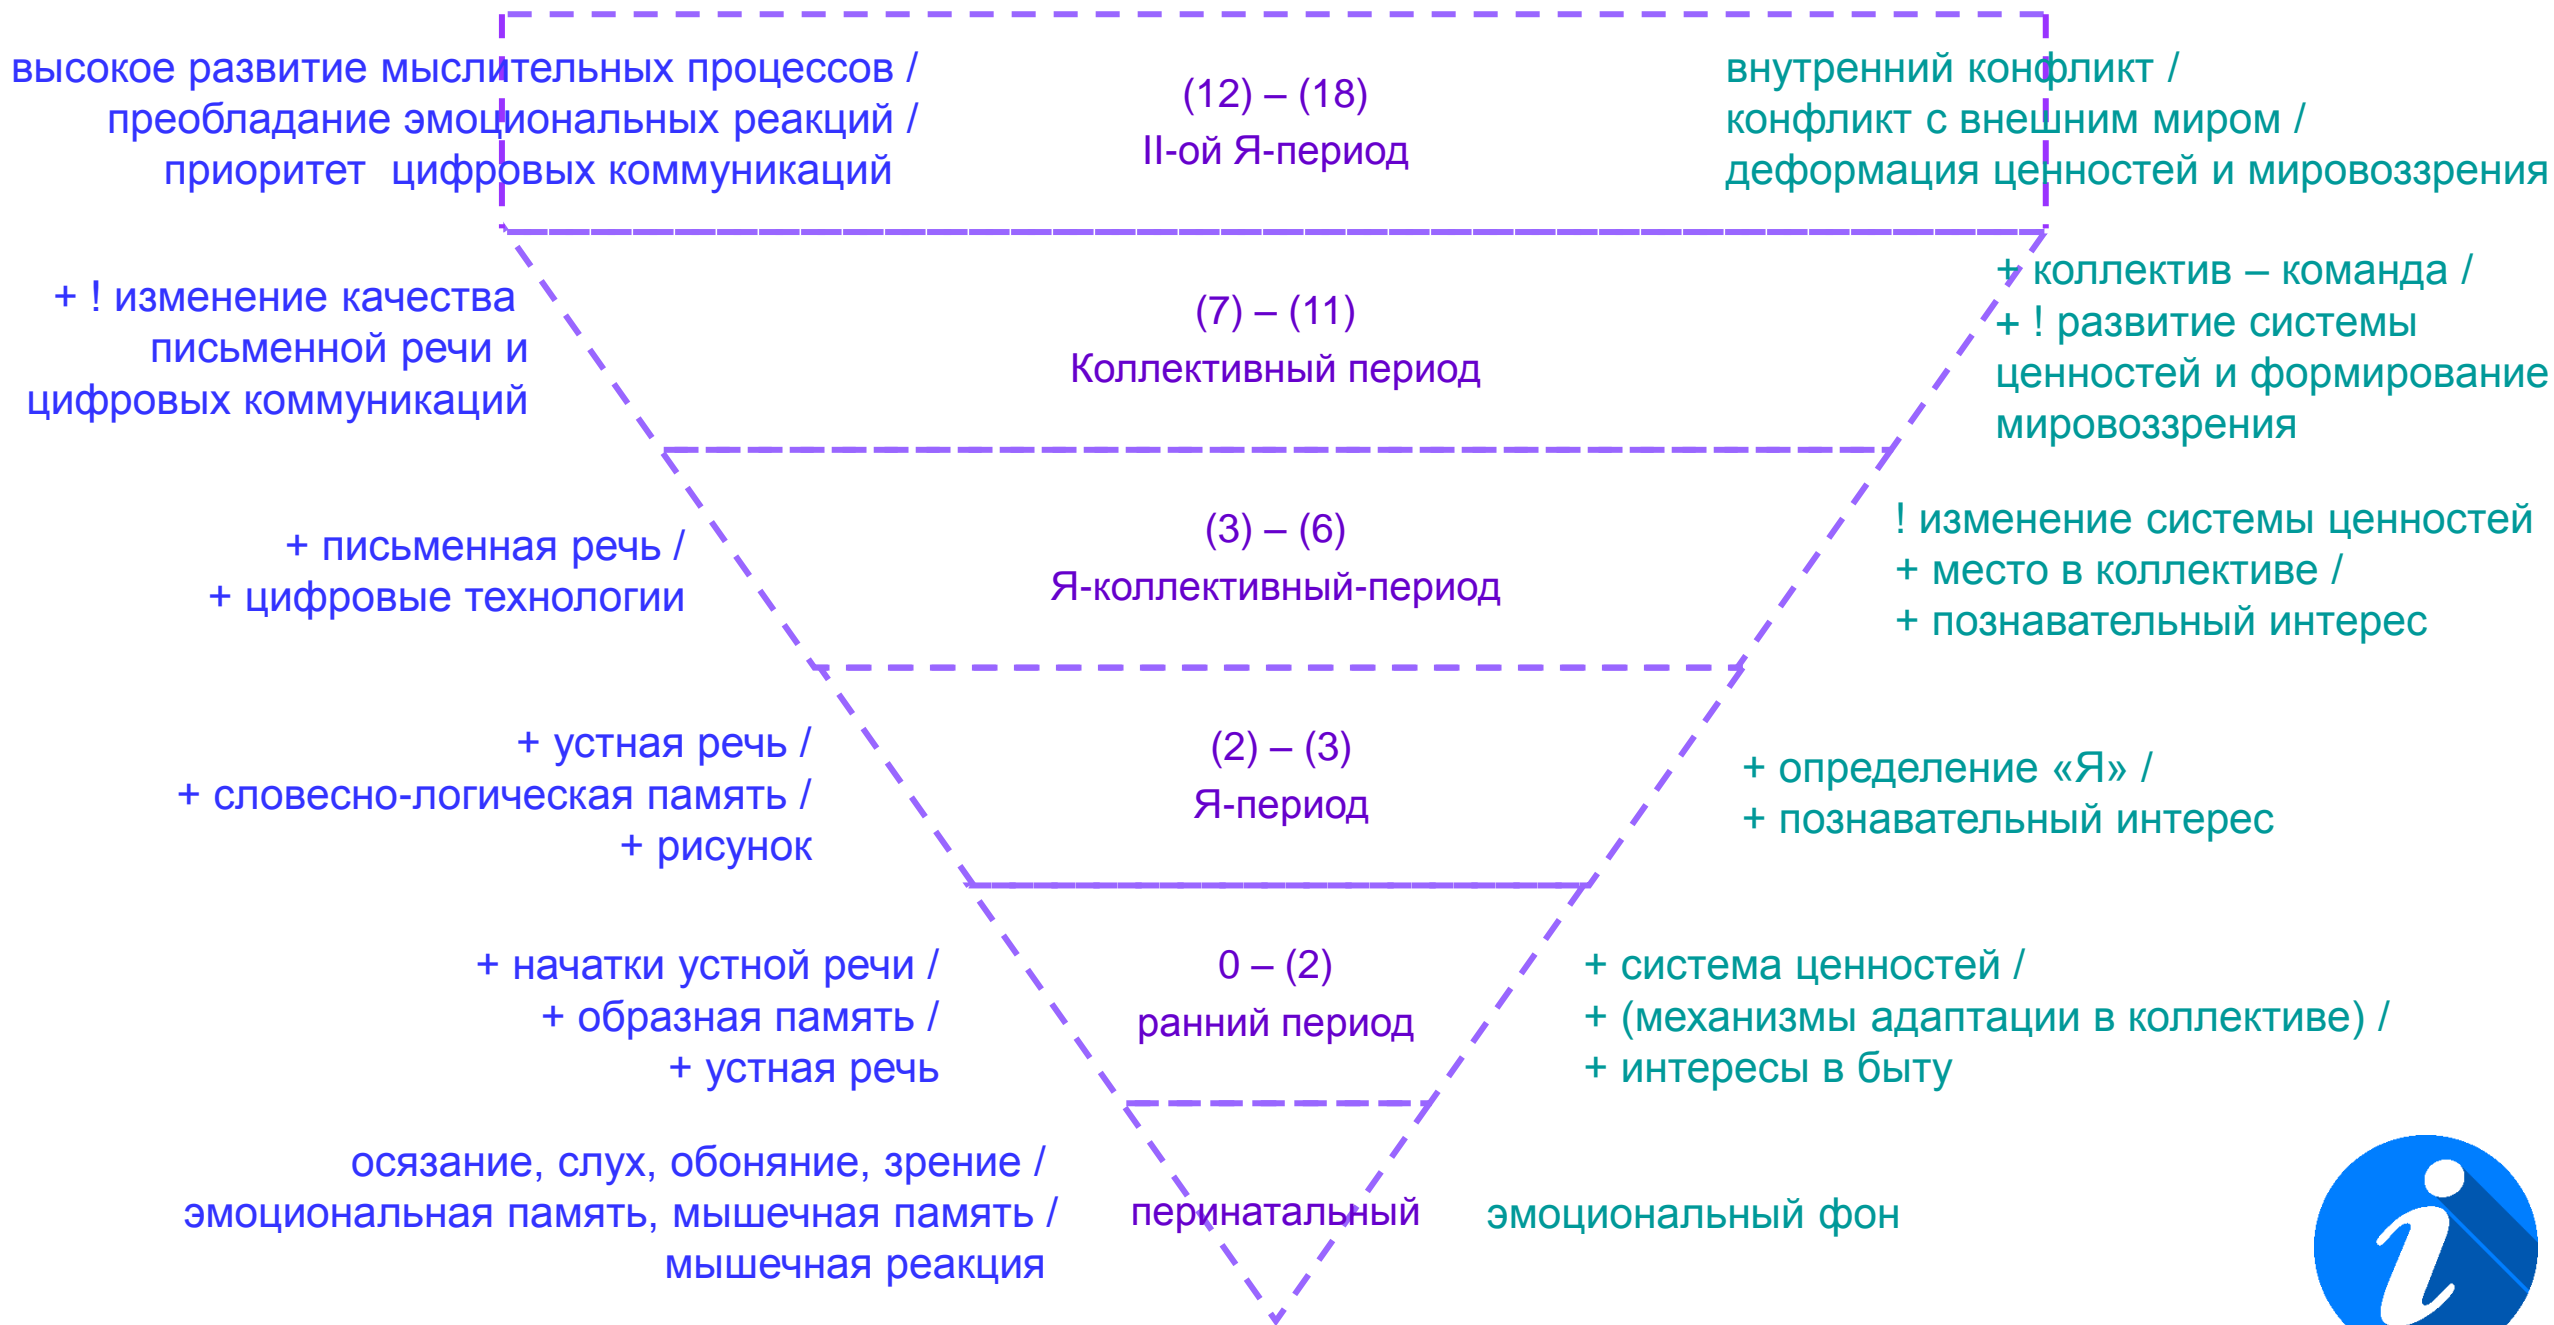 высокое развитие мыслительных процессов /
преобладание эмоциональных реакций /
приоритет цифровых коммуникаций
(12) – (18)
II-ой Я-период
внутренний конфликт /
конфликт с внешним миром /
деформация ценностей и мировоззрения
+ ! изменение качества
письменной речи и
цифровых коммуникаций
(7) – (11)
Коллективный период
+ коллектив – команда /
+ ! развитие системы
ценностей и формирование
мировоззрения
+ письменная речь /
+ цифровые технологии
(3) – (6)
Я-коллективный-период
! изменение системы ценностей
+ место в коллективе /
+ познавательный интерес
+ устная речь /
+ словесно-логическая память /
+ рисунок
(2) – (3)
Я-период
+ определение «Я» /
+ познавательный интерес
+ начатки устной речи /
+ образная память /
+ устная речь
0 – (2)
ранний период
+ система ценностей /
+ (механизмы адаптации в коллективе) /
+ интересы в быту
осязание, слух, обоняние, зрение /
эмоциональная память, мышечная память /
мышечная реакция
перинатальный
эмоциональный фон
i